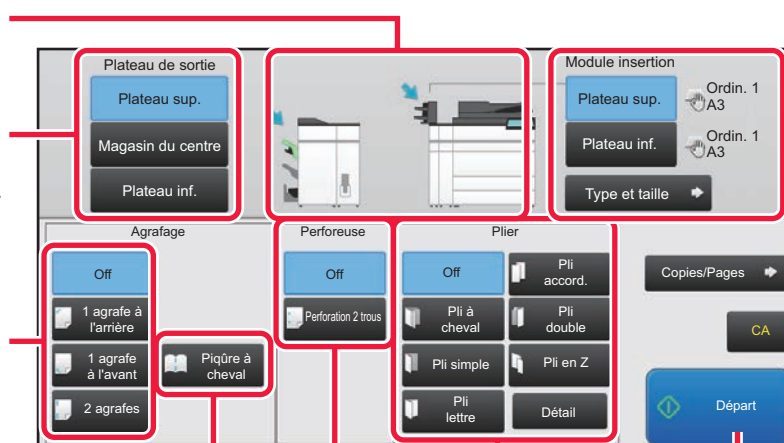 Plateau de sortie
Plateau sup.
Magasin du centre
Plateau inf.
Module insertion
Plateau sup.
Ordin. 1
A3
Plateau inf.
Ordin. 1
A3
Type et taille
Agrafage
Off
1 agrafe à
l'arrière
1 agrafe
à l'avant
2 agrafes
Piqûre à
cheval
Perforeuse
Off
Perforation 2 trous
Plier
Off
Pli
accord.
Pli à
cheval
Pli
double
Pli simple
Pli en Z
Pli
lettre
Détail
Copies/Pages
CA
Départ